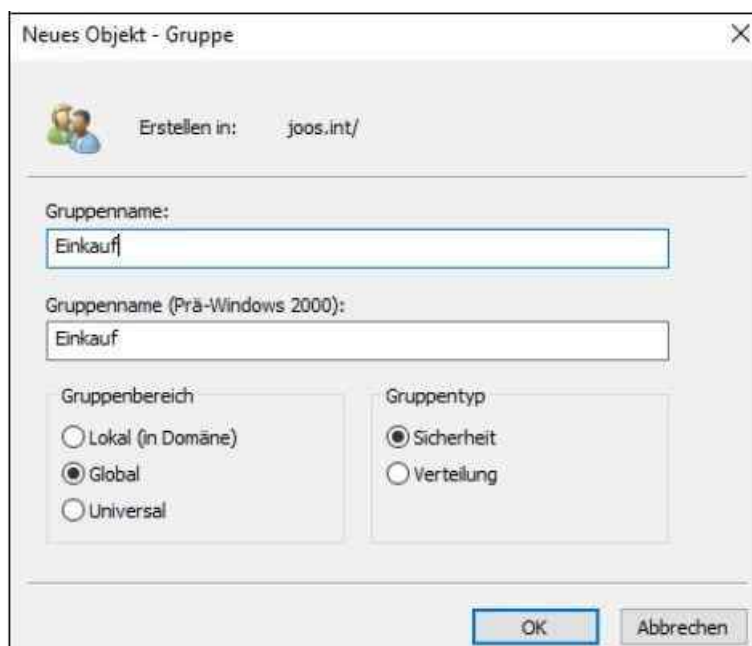 Neues Objekt - Gruppe
Erstellen in: joos.int/
Gruppenname:
Einkauf
Gruppenname (Prä-Windows 2000):
Einkauf
Gruppenbereich
Lokal (in Domäne)
Global
Universal
Gruppentyp
Sicherheit
Verteilung
OK
Abbrechen